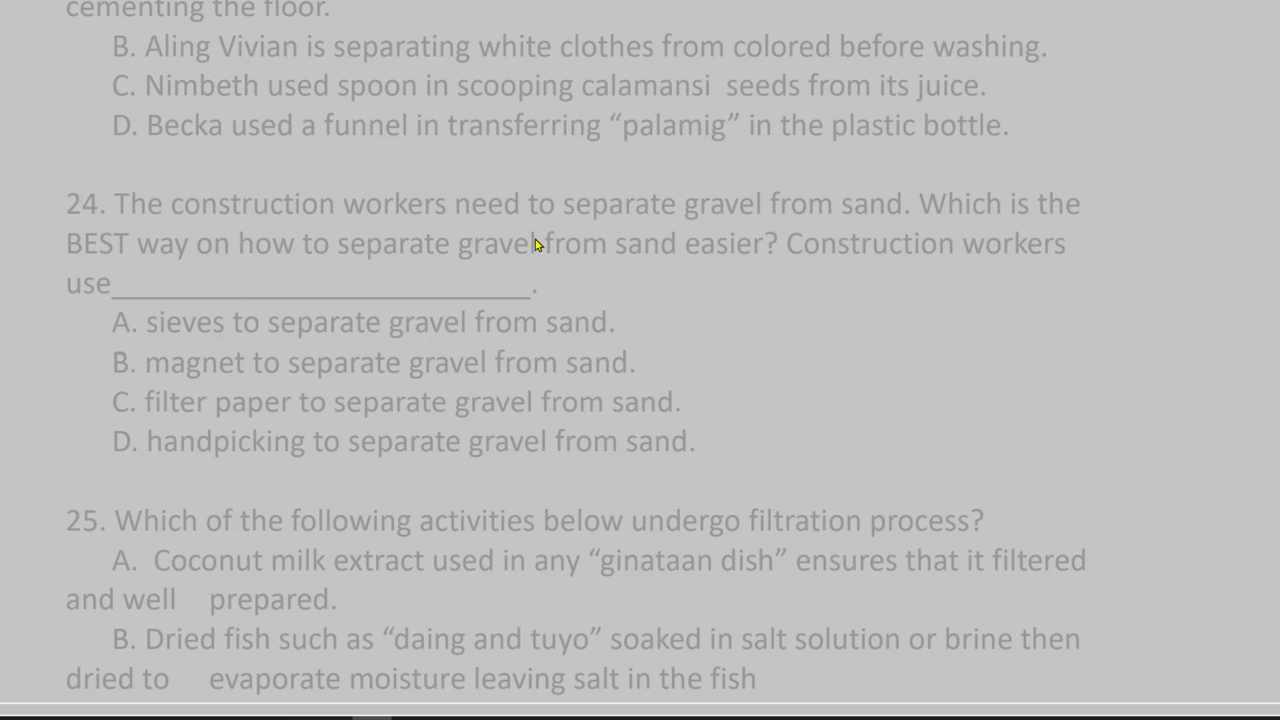 cementing the floor.
B. Aling Vivian is separating white clothes from colored before washing.
C. Nimbeth used spoon in scooping calamansi  seeds from its juice.
D. Becka used a funnel in transferring “palamig” in the plastic bottle.
24. The construction workers need to separate gravel from sand. Which is the
BEST way on how to separate gravel from sand easier? Construction workers
use__________________________.
A. sieves to separate gravel from sand.
B. magnet to separate gravel from sand.
C. filter paper to separate gravel from sand.
D. handpicking to separate gravel from sand.
25. Which of the following activities below undergo filtration process?
A.  Coconut milk extract used in any “ginataan dish” ensures that it filtered
and well    prepared.
B. Dried fish such as “daing and tuyo” soaked in salt solution or brine then
dried to     evaporate moisture leaving salt in the fish